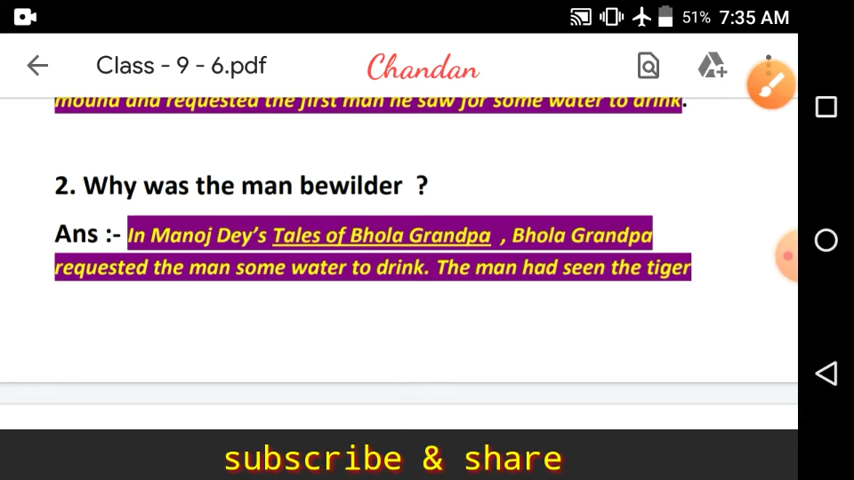 51% 7:35 AM
Class - 9 - 6.pdf
Chandan
mound and requested the first man he saw for some water to drink.
2. Why was the man bewilder ?
Ans :- In Manoj Dey's Tales of Bhola Grandpa , Bhola Grandpa
requested the man some water to drink. The man had seen the tiger
subscribe & share